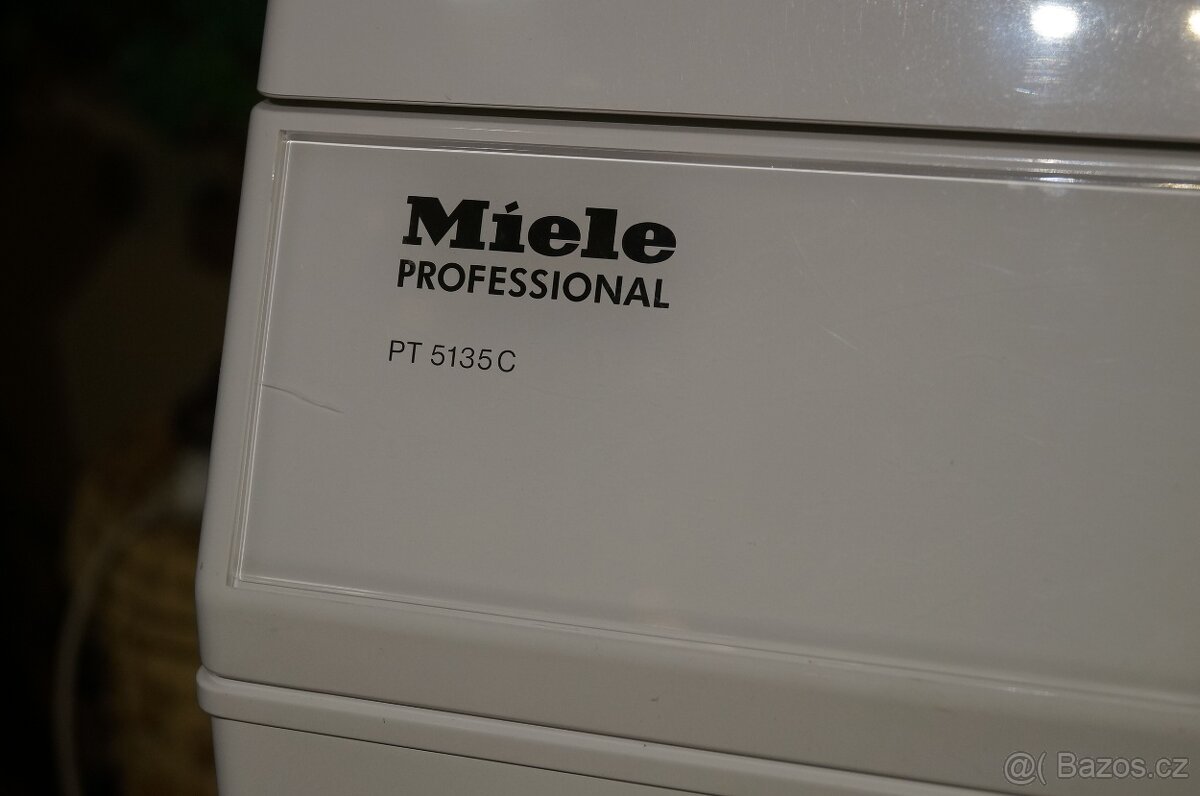 Miele
PROFESSIONAL
PT 5135 C
@( Bazos.cz